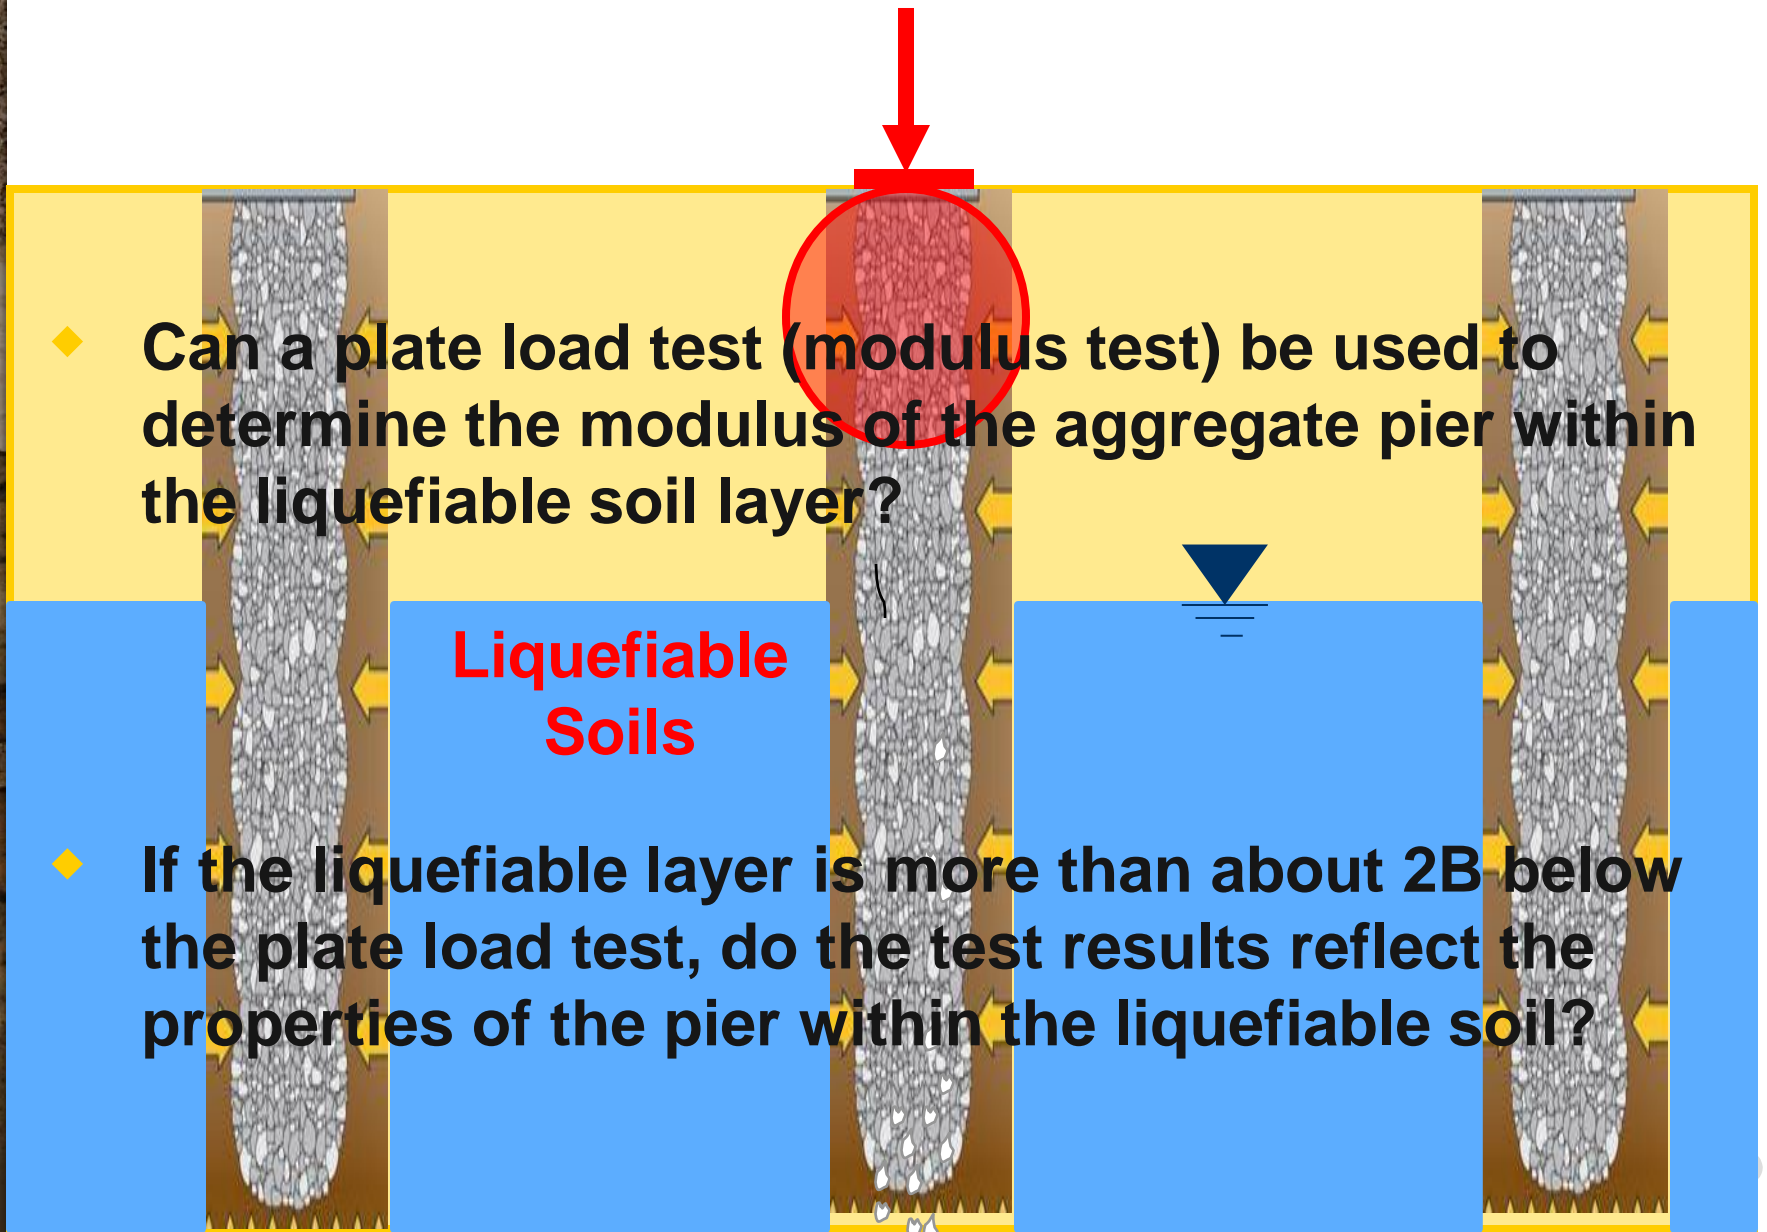 Can a plate load test (modulus test) be used to
determine the modulus of the aggregate pier within
the liquefiable soil layer?
Liquefiable
Soils
If the liquefiable layer is more than about 2B below
the plate load test, do the test results reflect the
properties of the pier within the liquefiable soil?